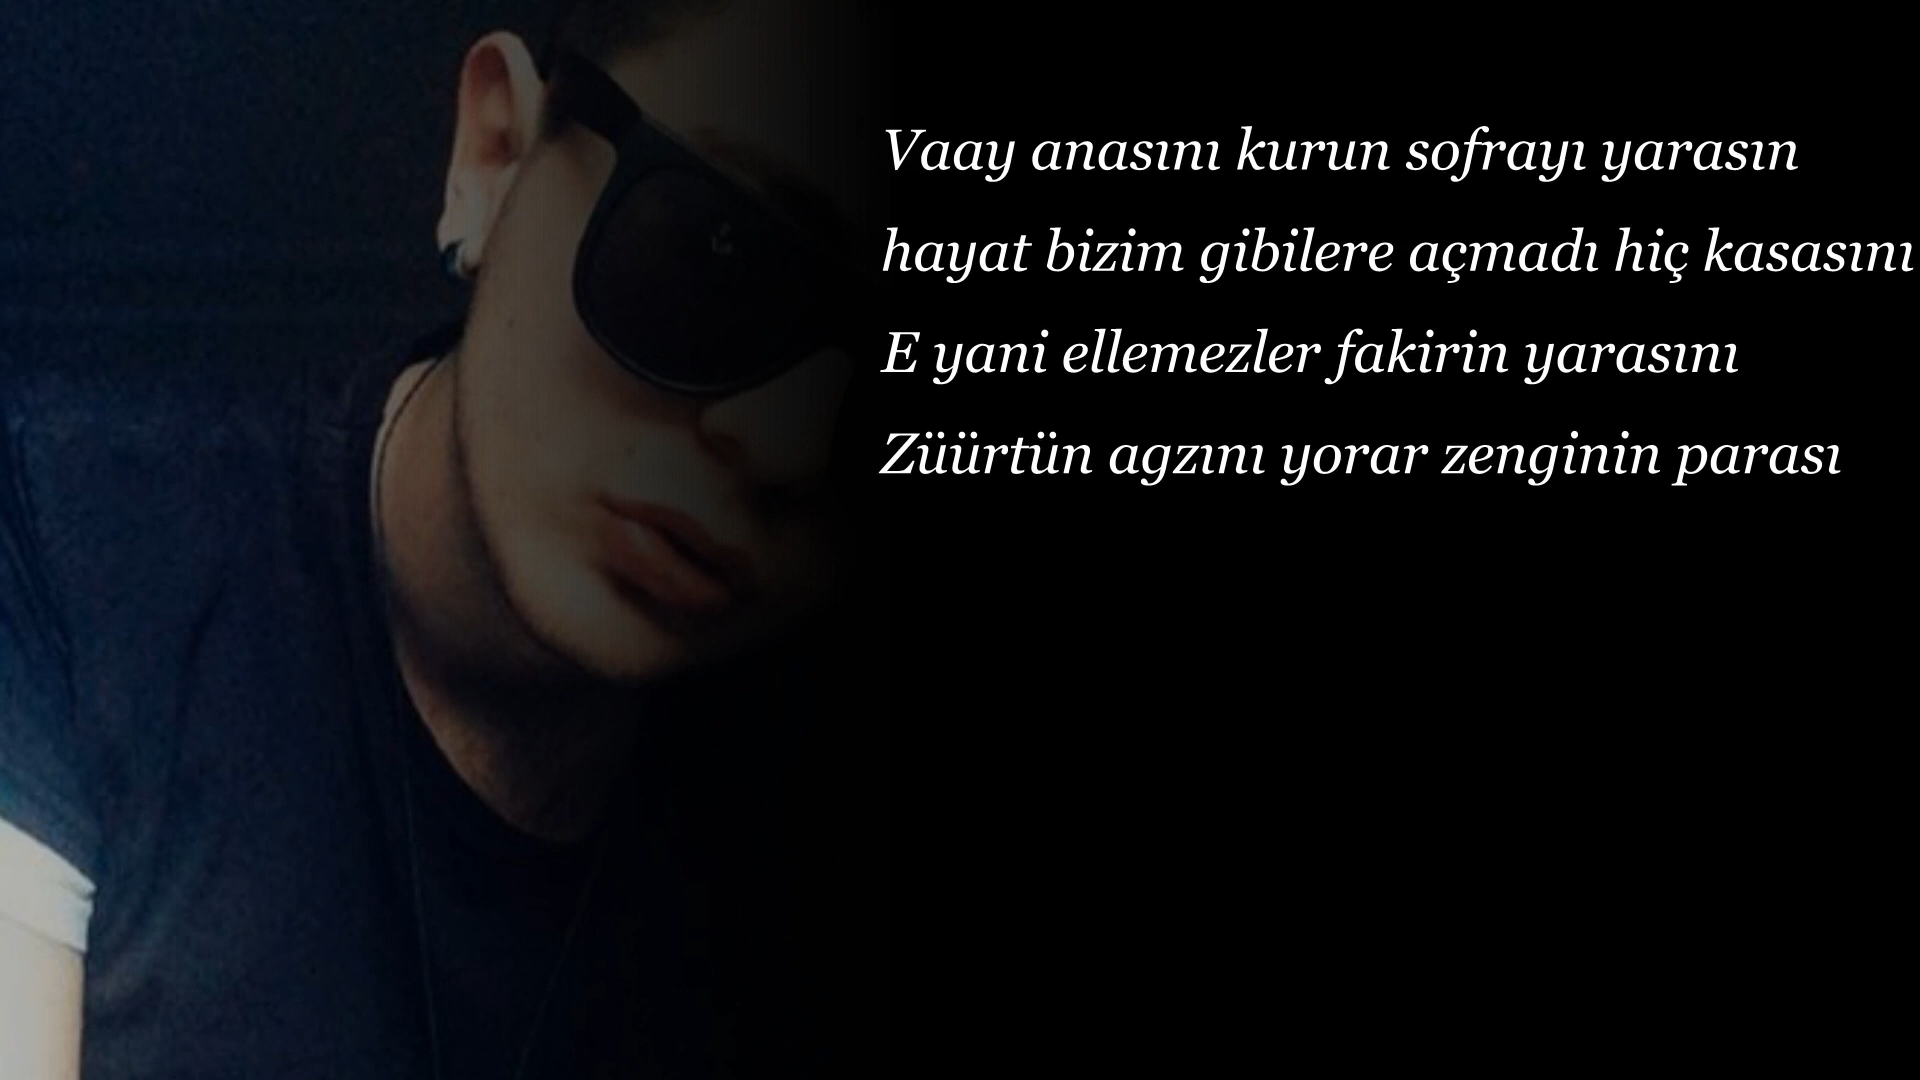 Vaay anasını kurun sofrayı yarasın
hayat bizim gibilere açmadı hiç kasasını
E yani ellemezler fakirin yarasını
Züürtün agzını yorar zenginin parası